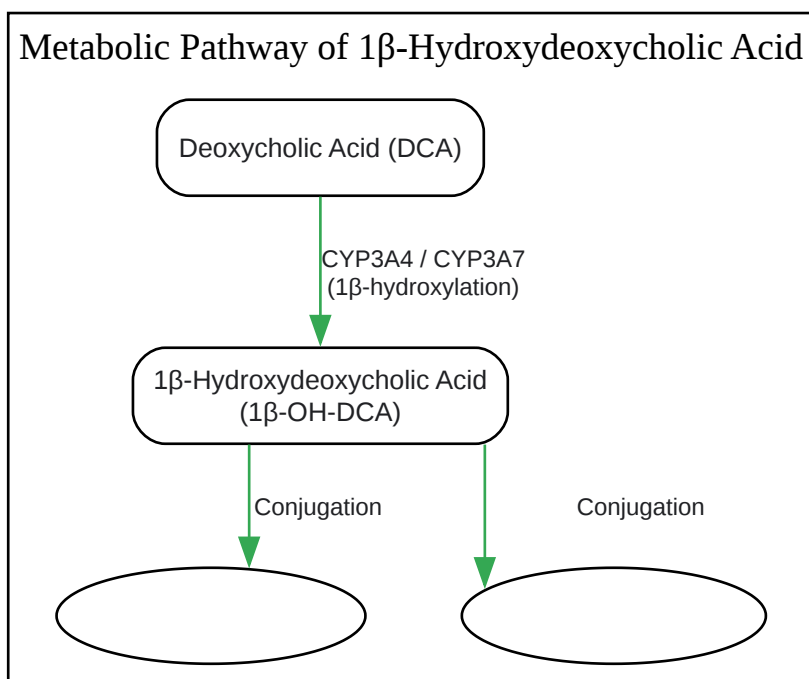 Metabolic Pathway of 1β-Hydroxydeoxycholic Acid
Deoxycholic Acid (DCA)
CYP3A4 / CYP3A7
(1β-hydroxylation)
1β-Hydroxydeoxycholic Acid
(1β-OH-DCA)
Conjugation
Conjugation